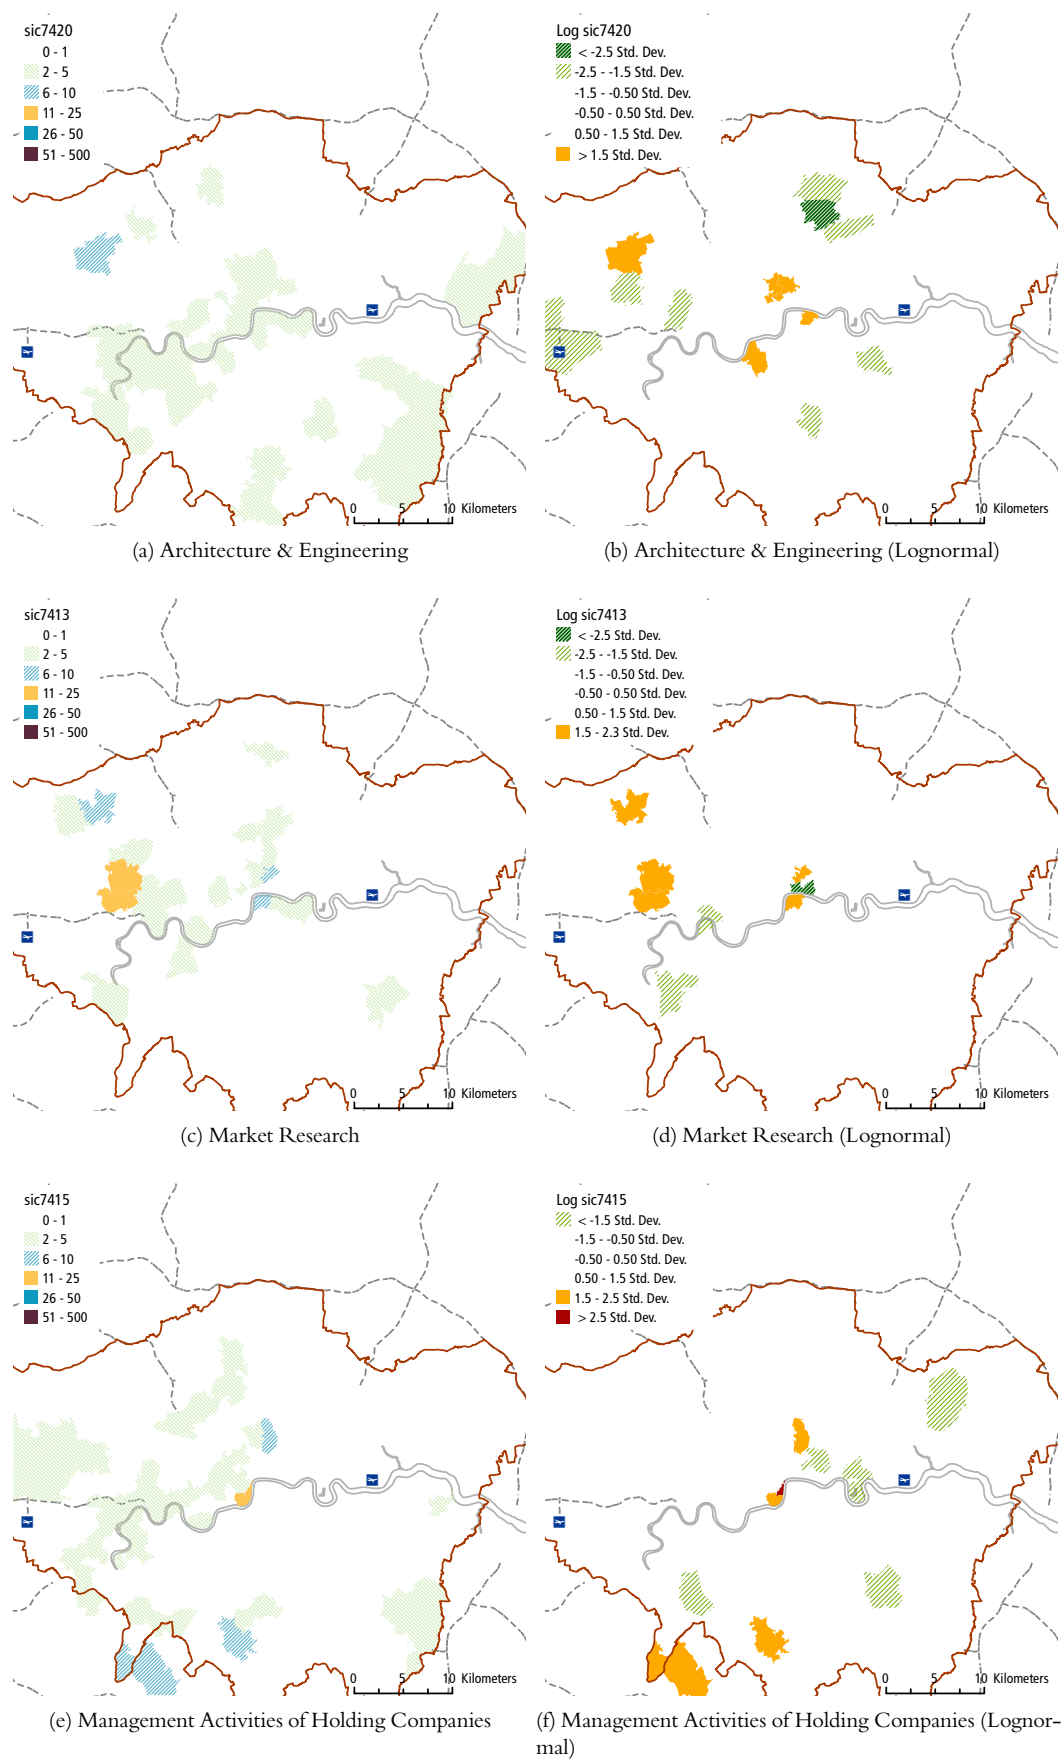 sic7420
0 - 1
2 - 5
6 - 10
11 - 25
26 - 50
51 - 500
0 5 10 Kilometers
(a) Architecture & Engineering
Log sic7420
< -2.5 Std. Dev.
-2.5 - -1.5 Std. Dev.
-1.5 - -0.50 Std. Dev.
-0.50 - 0.50 Std. Dev.
0.50 - 1.5 Std. Dev.
> 1.5 Std. Dev.
0 5 10 Kilometers
(b) Architecture & Engineering (Lognormal)
sic7413
0 - 1
2 - 5
6 - 10
11 - 25
26 - 50
51 - 500
0 5 10 Kilometers
(c) Market Research
Log sic7413
< -2.5 Std. Dev.
-2.5 - -1.5 Std. Dev.
-1.5 - -0.50 Std. Dev.
-0.50 - 0.50 Std. Dev.
0.50 - 1.5 Std. Dev.
1.5 - 2.3 Std. Dev.
0 5 10 Kilometers
(d) Market Research (Lognormal)
sic7415
0 - 1
2 - 5
6 - 10
11 - 25
26 - 50
51 - 500
0 5 10 Kilometers
(e) Management Activities of Holding Companies
Log sic7415
< -1.5 Std. Dev.
-1.5 - -0.50 Std. Dev.
-0.50 - 0.50 Std. Dev.
0.50 - 1.5 Std. Dev.
1.5 - 2.5 Std. Dev.
> 2.5 Std. Dev.
0 5 10 Kilometers
(f) Management Activities of Holding Companies (Lognor-
mal)